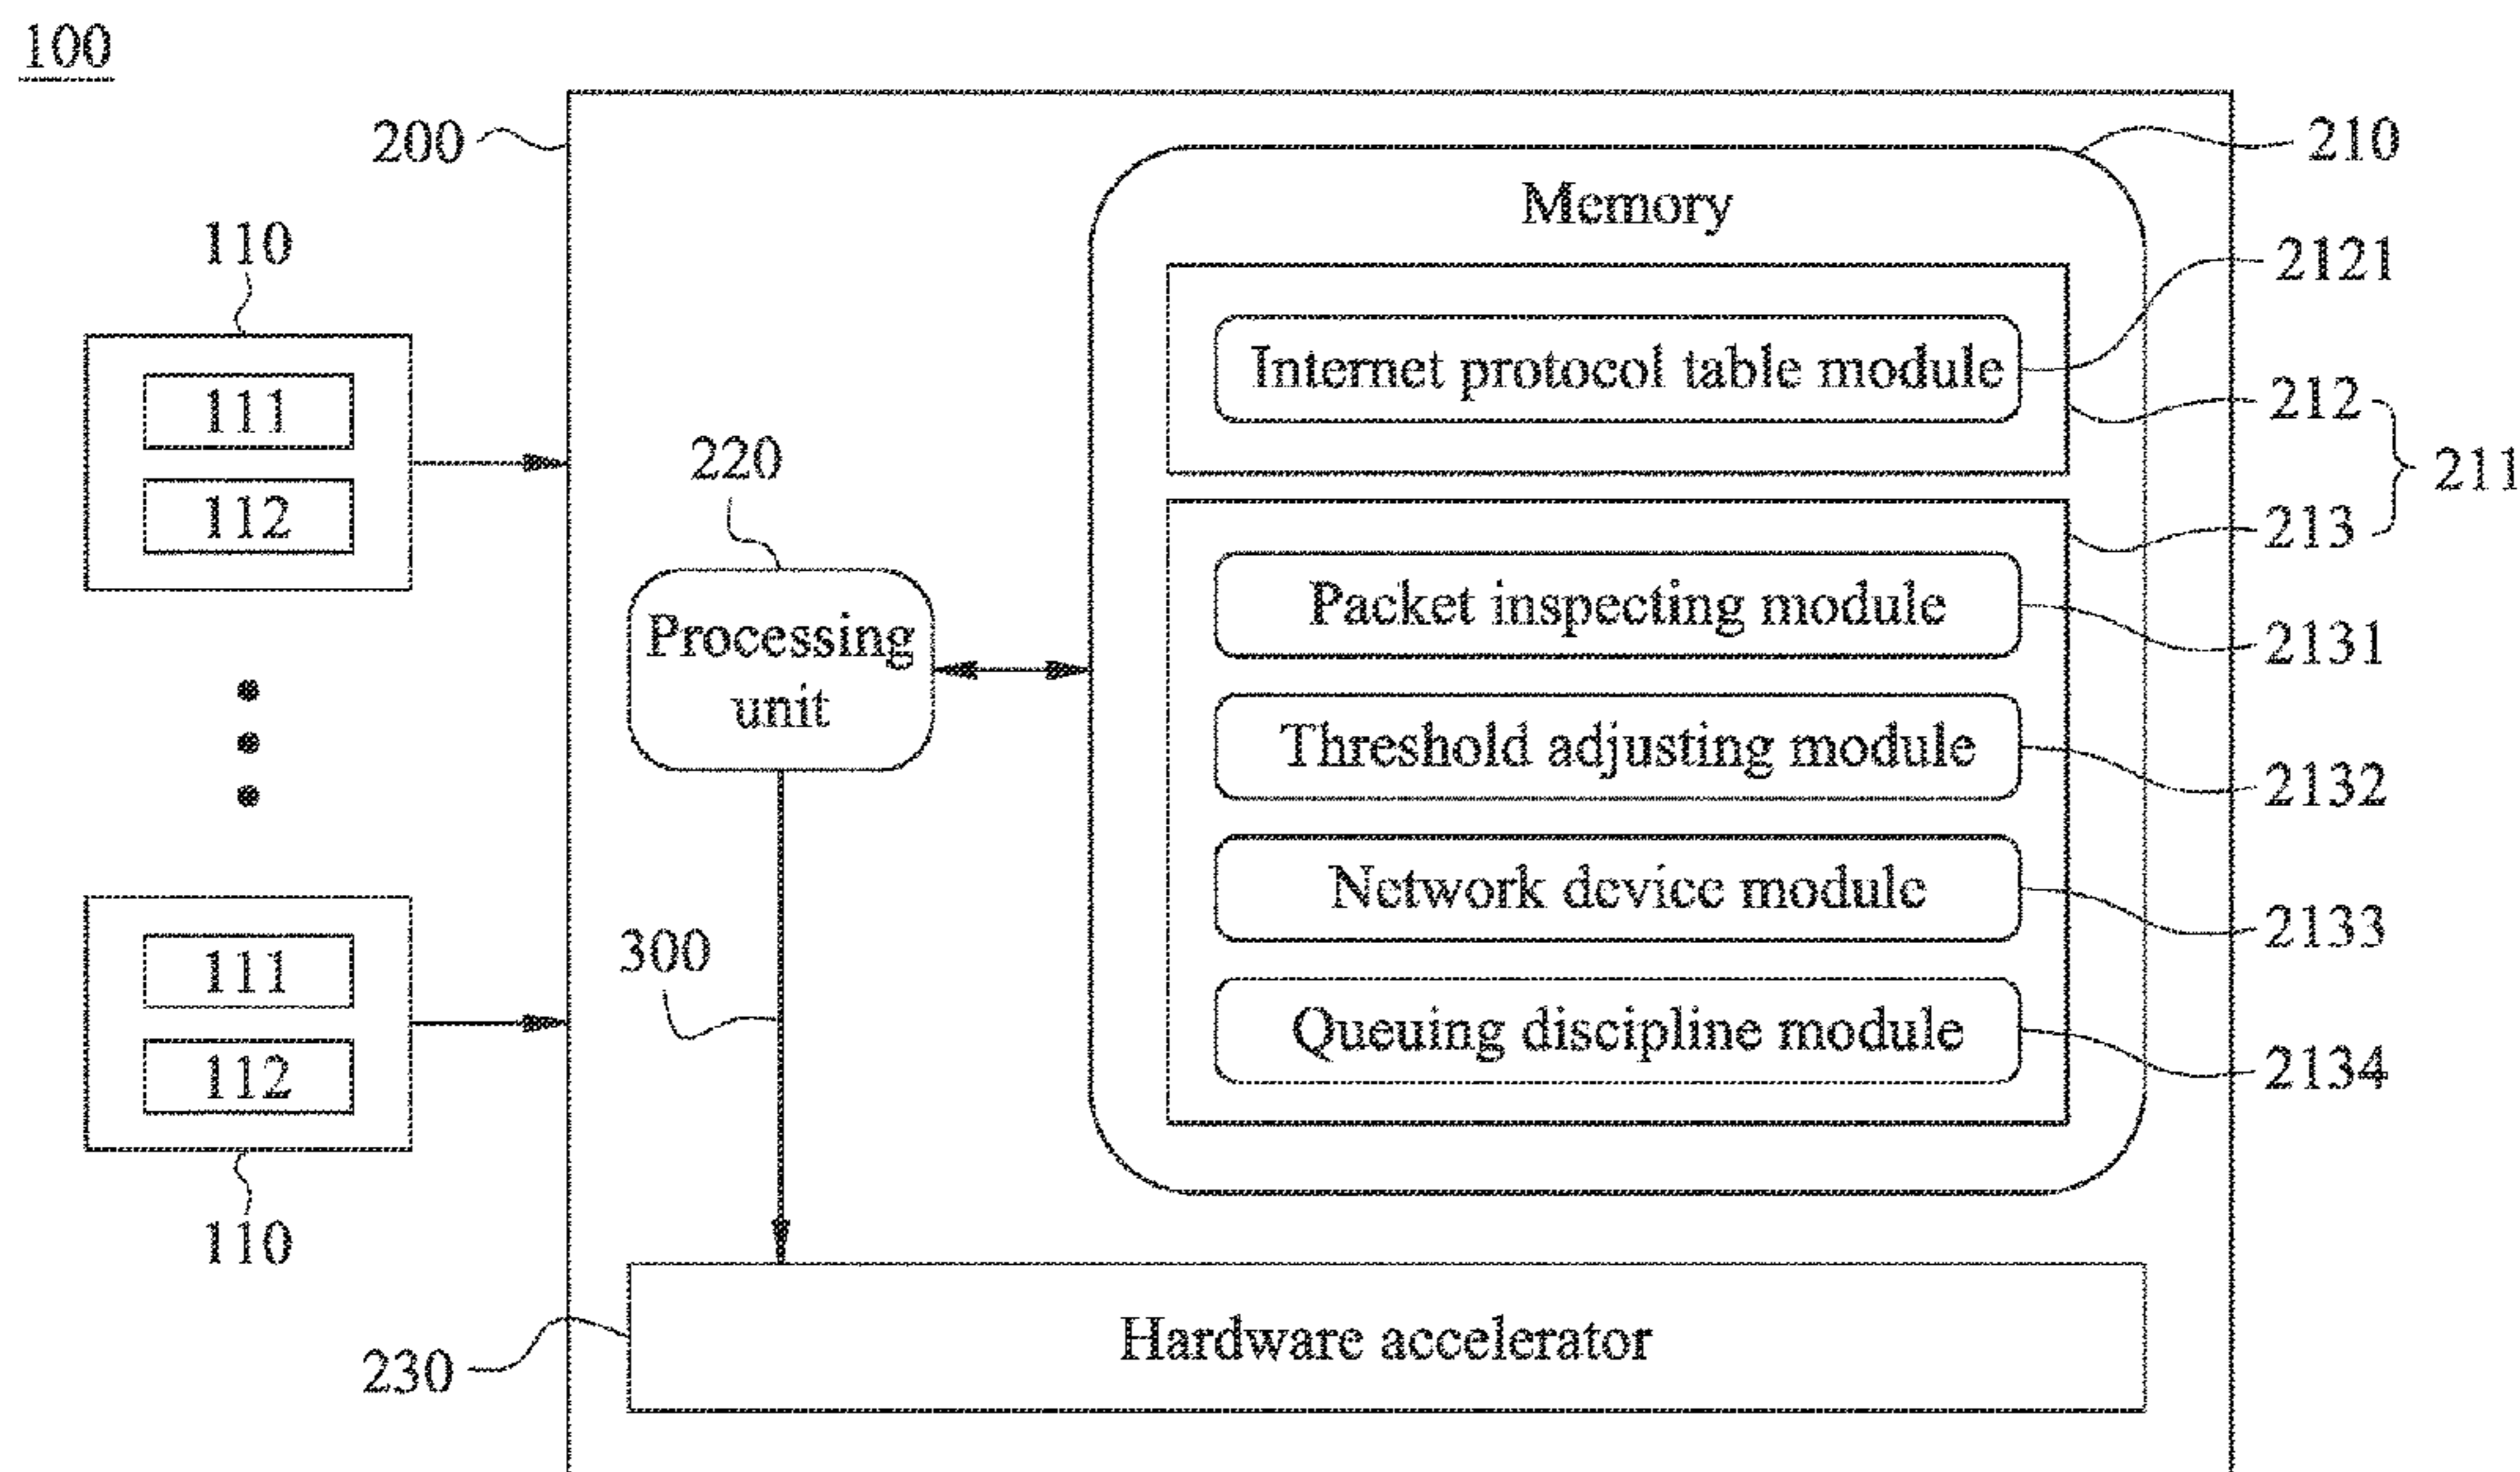 100
200
210
Memory
110
2121
Internet protocol table module
111
212
220
211
112
213
Packet inspecting module
Processing
unit
2131
Threshold adjusting module
2132
Network device module
2133
300
111
Queuing discipline module
112
2134
110
Hardware accelerator
230